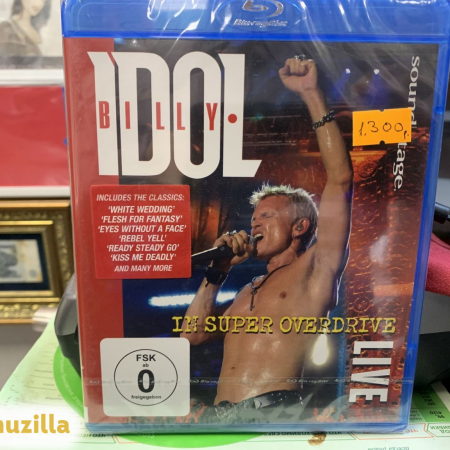 Blu-ray Disc
IDOL
BILLY
soundstage
1.300
INCLUDES THE CLASSICS:
'WHITE WEDDING'
'FLESH FOR FANTASY'
'EYES WITHOUT A FACE'
'REBEL YELL'
'READY STEADY GO'
'KISS ME DEADLY'
AND MANY MORE
IN SUPER OVERDRIVE
LIVE
FSK
ab
0
freigegeben
uzilla